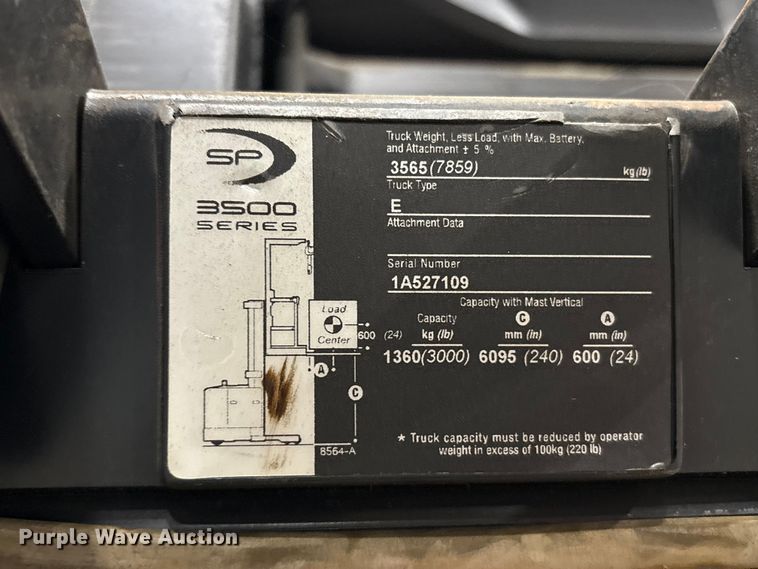 SP
3500
SERIES
Load
Center
600 (24)
A
C
8564-A
Truck Weight, Less Load, with Max. Battery,
and Attachment ± 5 %
3565 (7859) kg (lb)
Truck Type
E
Attachment Data
Serial Number
1A527109
Capacity with Mast Vertical
Capacity C A
kg (lb) mm (in) mm (in)
1360(3000) 6095 (240) 600 (24)
* Truck capacity must be reduced by operator
weight in excess of 100kg (220 lb)
Purple Wave Auction